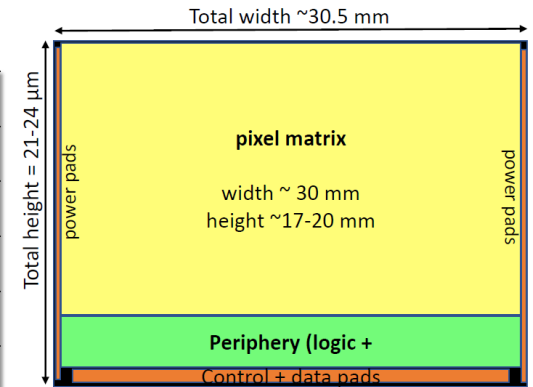 Total width ~30.5 mm
Total height = 21-24 μm
power pads
pixel matrix
width ~ 30 mm
height ~17-20 mm
power pads
Periphery (logic +
Control + data pads